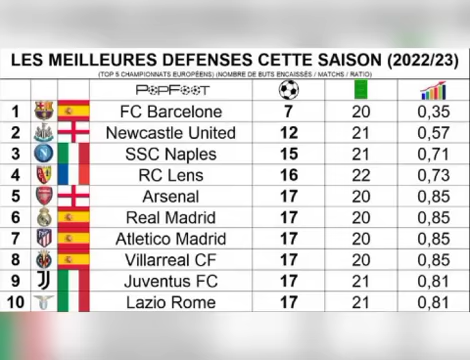 LES MEILLEURES DEFENSES CETTE SAISON (2022/23)
(TOP 5 CHAMPIONNATS EUROPÉENS) (NOMBRE DE BUTS ENCAISSÉS / MATCHS / RATIO)
POPFOOT
1 FC Barcelone 7 20 0,35
2 Newcastle United 12 21 0,57
3 SSC Naples 15 21 0,71
4 RC Lens 16 22 0,73
5 Arsenal 17 20 0,85
6 Real Madrid 17 20 0,85
7 Atletico Madrid 17 20 0,85
8 Villarreal CF 17 20 0,85
9 Juventus FC 17 21 0,81
10 Lazio Rome 17 21 0,81